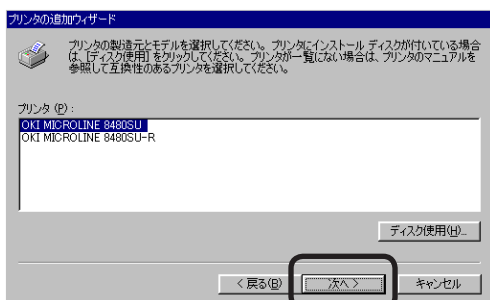 プリンタの追加ウィザード
プリンタの製造元とモデルを選択してください。プリンタにインストール ディスクが付いている場合
は、[ディスク使用] をクリックしてください。プリンタが一覧にない場合は、プリンタのマニュアルを
参照して互換性のあるプリンタを選択してください。
プリンタ (P) :
OKI MICROLINE 8480SU
OKI MICROLINE 8480SU-R
ディスク使用(H)...
< 戻る(B)
次へ >
キャンセル